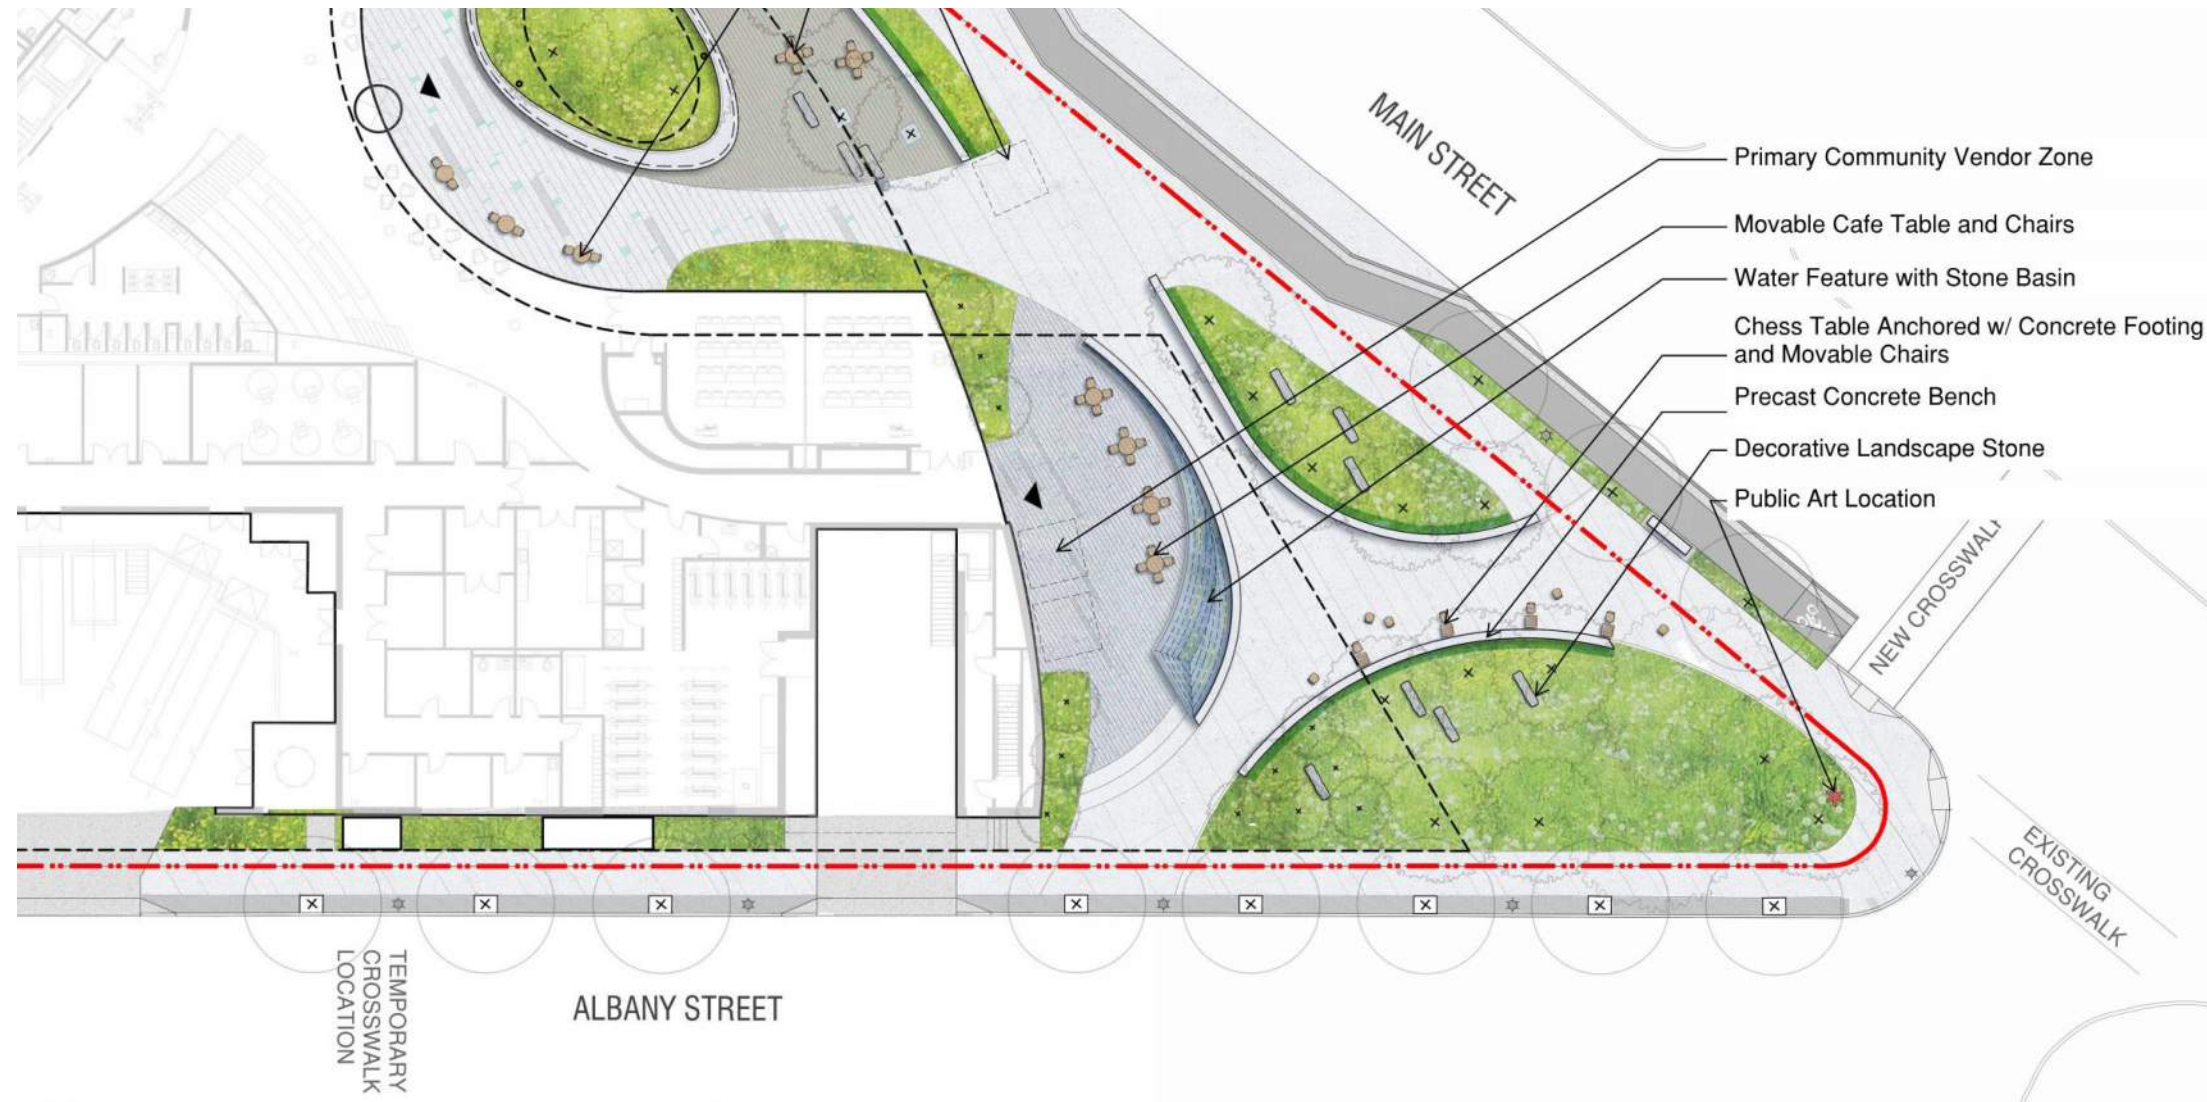 MAIN STREET
Primary Community Vendor Zone
Movable Cafe Table and Chairs
Water Feature with Stone Basin
Chess Table Anchored w/ Concrete Footing
and Movable Chairs
Precast Concrete Bench
Decorative Landscape Stone
Public Art Location
NEW CROSSWALK
EXISTING
CROSSWALK
TEMPORARY
CROSSWALK
LOCATION
ALBANY STREET